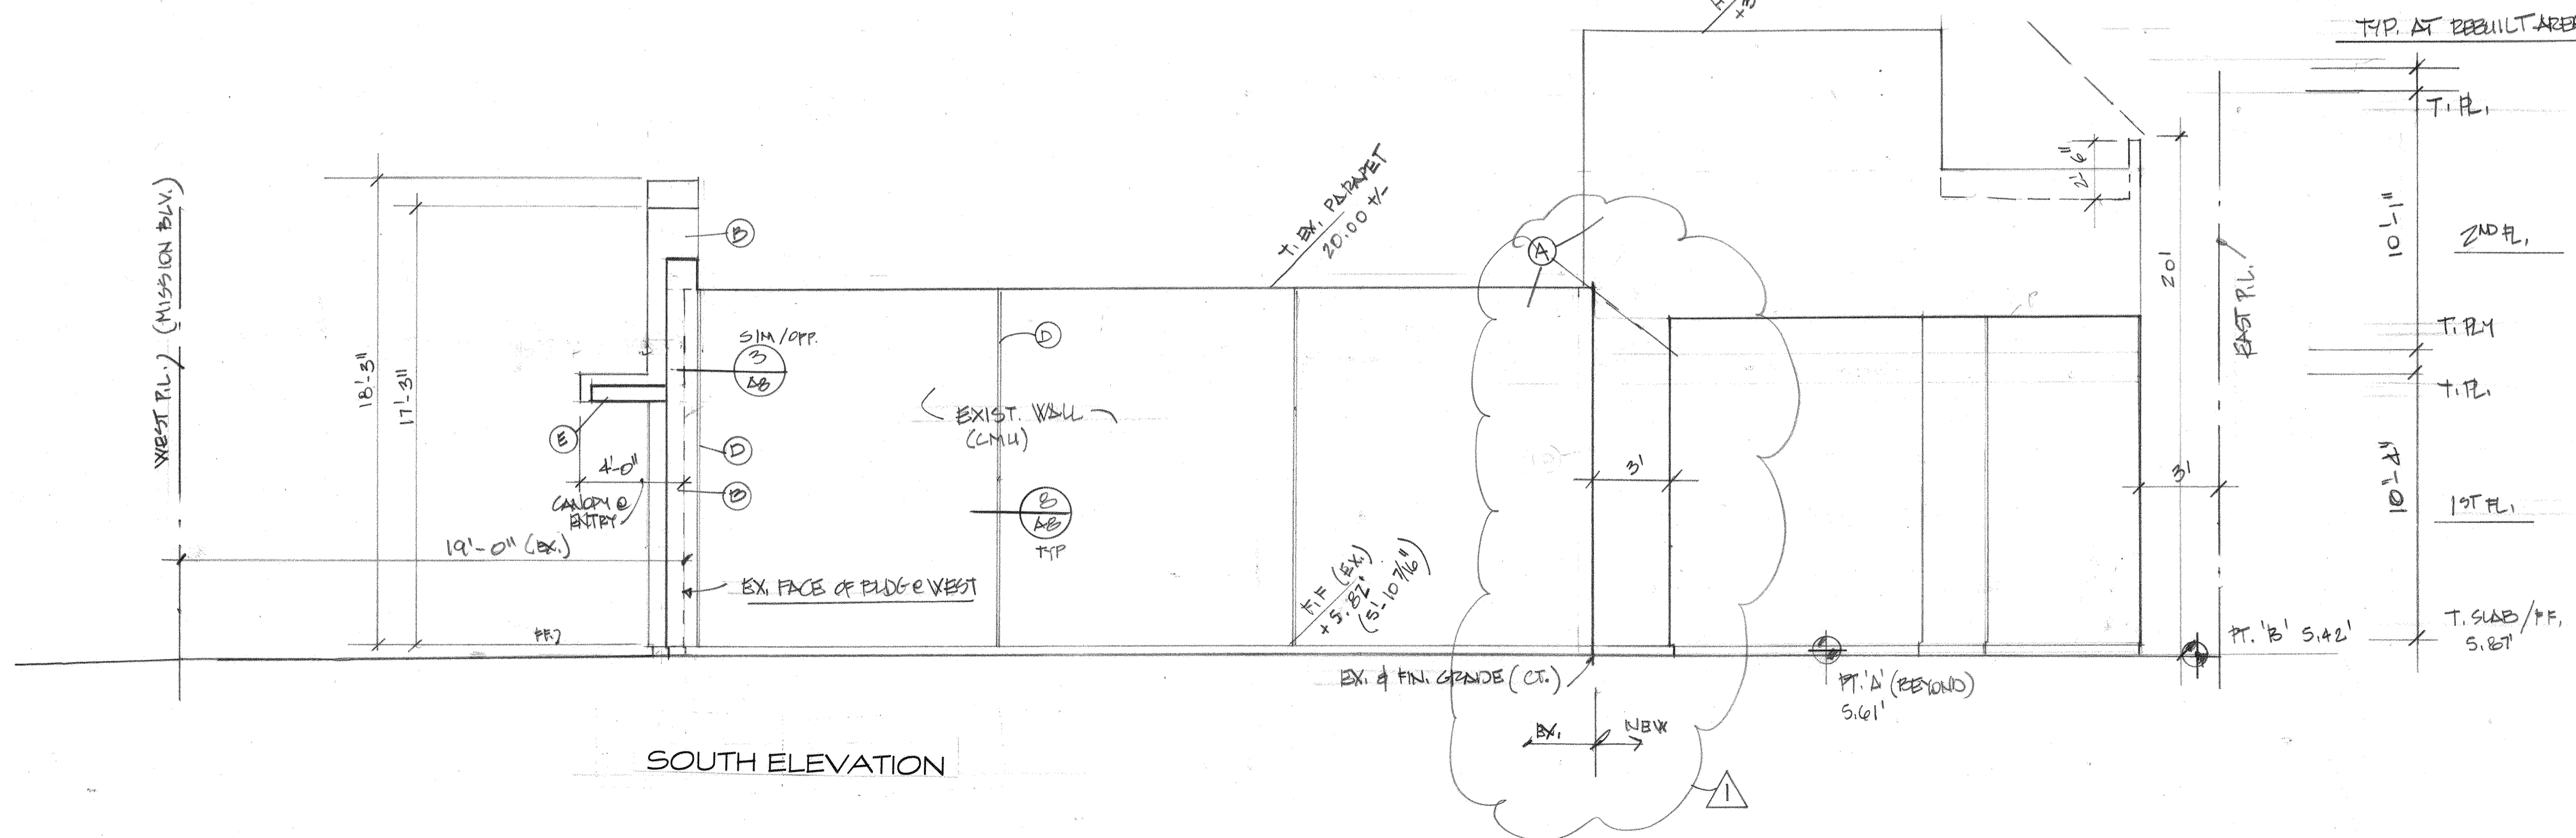 TYP. AT REBUILT AREA
T. PL.
2'-6"
WEST P.L. (MISSION BLV.)
B
T. EX. PARAPET
20.00 +/-
A
10'-1"
2ND FL.
20'
EAST P.L.
SIM/OPP.
3
A8
D
T. PLY
18'-3"
17'-3"
T. PL.
EXIST. WALL
(CMU)
E
D
4'-0"
3'
3'
B
CANOPY @
ENTRY
8
A8
TYP
10'-4"
1ST FL.
19'-0" (EX.)
F.F (EX.)
+5.82'
(5'-10 7/16")
EX. FACE OF BLDG @ WEST
FF.
T. SLAB/FF.
5.87'
PT. 'B' 5.42'
EX. & FIN. GRADE (CT.)
PT. 'A' (BEYOND)
5.61'
EX.
NEW
SOUTH ELEVATION
1